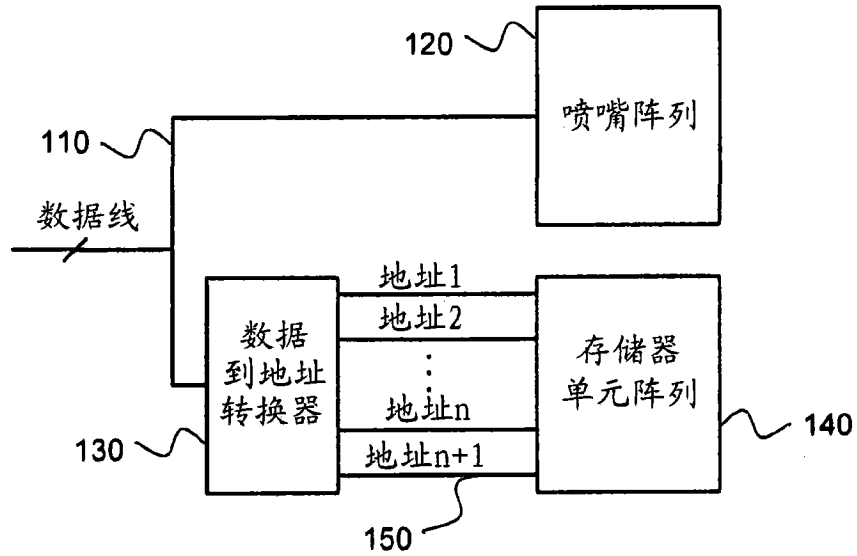 120
喷嘴阵列
110
数据线
地址1
地址2
⋮
地址n
地址n+1
数据
到地址
转换器
存储器
单元阵列
130
140
150